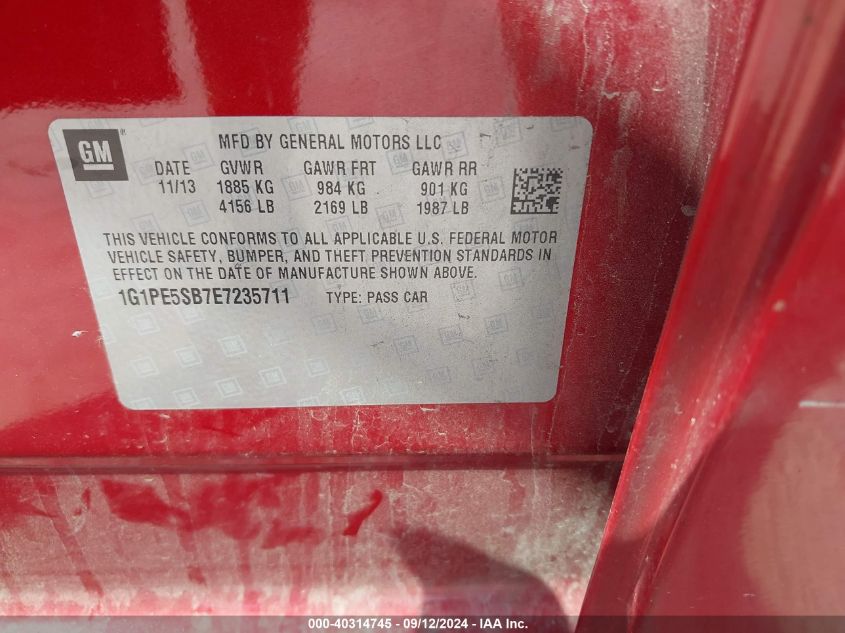 GM
MFD BY GENERAL MOTORS LLC
DATE GVWR GAWR FRT GAWR RR
11/13 1885 KG 984 KG 901 KG
4156 LB 2169 LB 1987 LB
THIS VEHICLE CONFORMS TO ALL APPLICABLE U.S. FEDERAL MOTOR
VEHICLE SAFETY, BUMPER, AND THEFT PREVENTION STANDARDS IN
EFFECT ON THE DATE OF MANUFACTURE SHOWN ABOVE.
1G1PE5SB7E7235711 TYPE: PASS CAR
000-40314745 - 09/12/2024 - IAA, Inc.